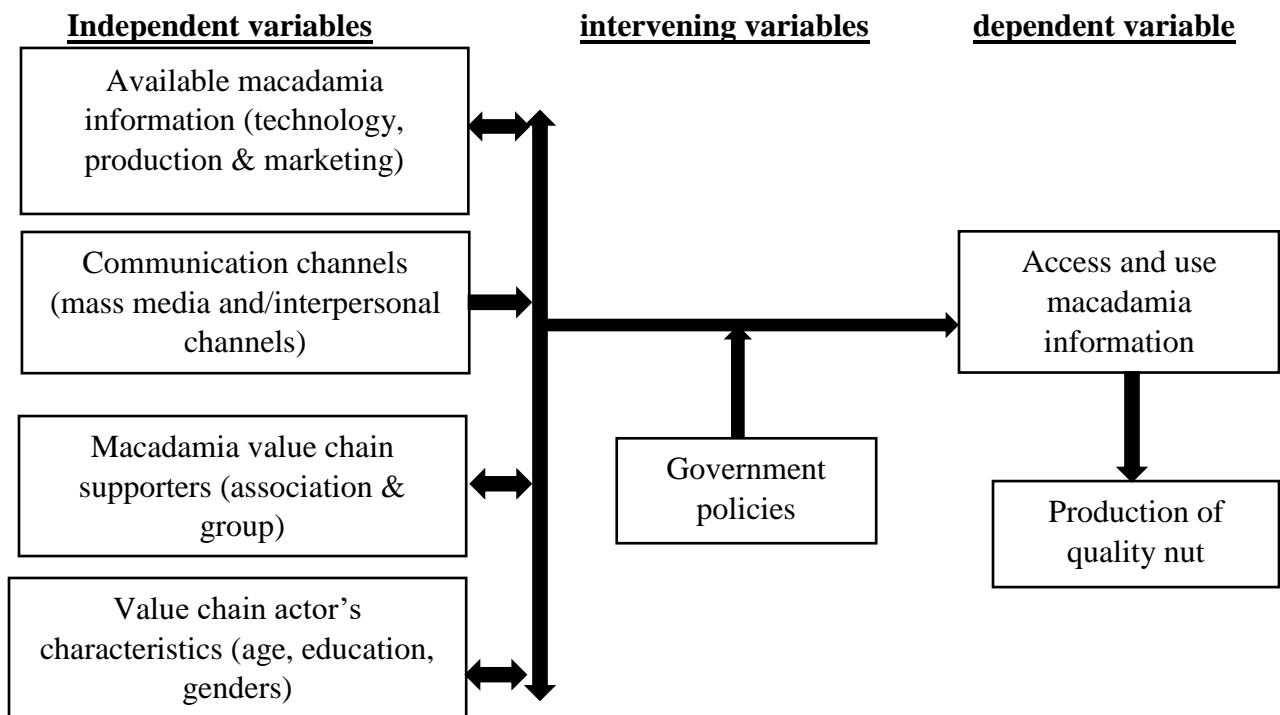 Independent variables
intervening variables
dependent variable
Available macadamia
information (technology,
production & marketing)
Communication channels
(mass media and/interpersonal
channels)
Macadamia value chain
supporters (association &
group)
Value chain actor’s
characteristics (age, education,
genders)
Government
policies
Access and use
macadamia
information
Production of
quality nut